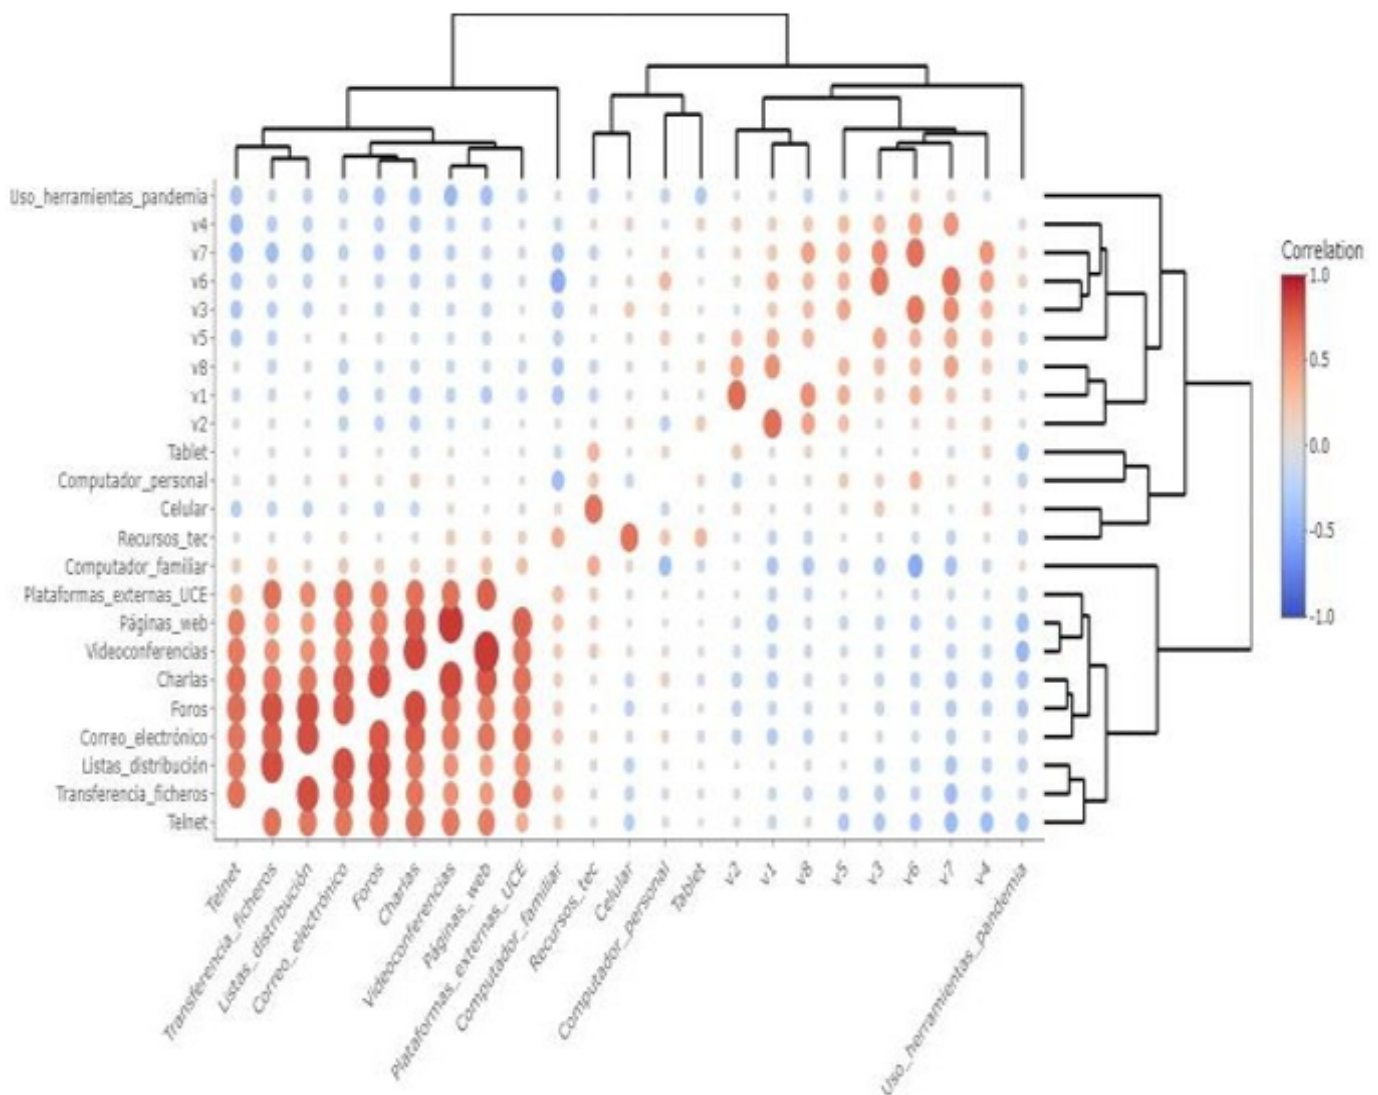 Uso_herramientas_pandemia
v4
v7
v6
v3
v5
v8
v1
v2
Tablet
Computador_personal
Celular
Recursos_tec
Computador_familiar
Plataformas_externas_UCE
Páginas_web
Videoconferencias
Charlas
Foros
Correo_electrónico
Listas_distribución
Transferencia_ficheros
Telnet
Correlation
1.0
0.5
0.0
-0.5
-1.0
Telnet
Transferencia_ficheros
Listas_distribución
Correo_electrónico
Foros
Charlas
Videoconferencias
Páginas_web
Plataformas_externas_UCE
Computador_familiar
Recursos_tec
Celular
Computador_personal
Tablet
v2
v1
v8
v5
v3
v6
v7
v4
Uso_herramientas_pandemia